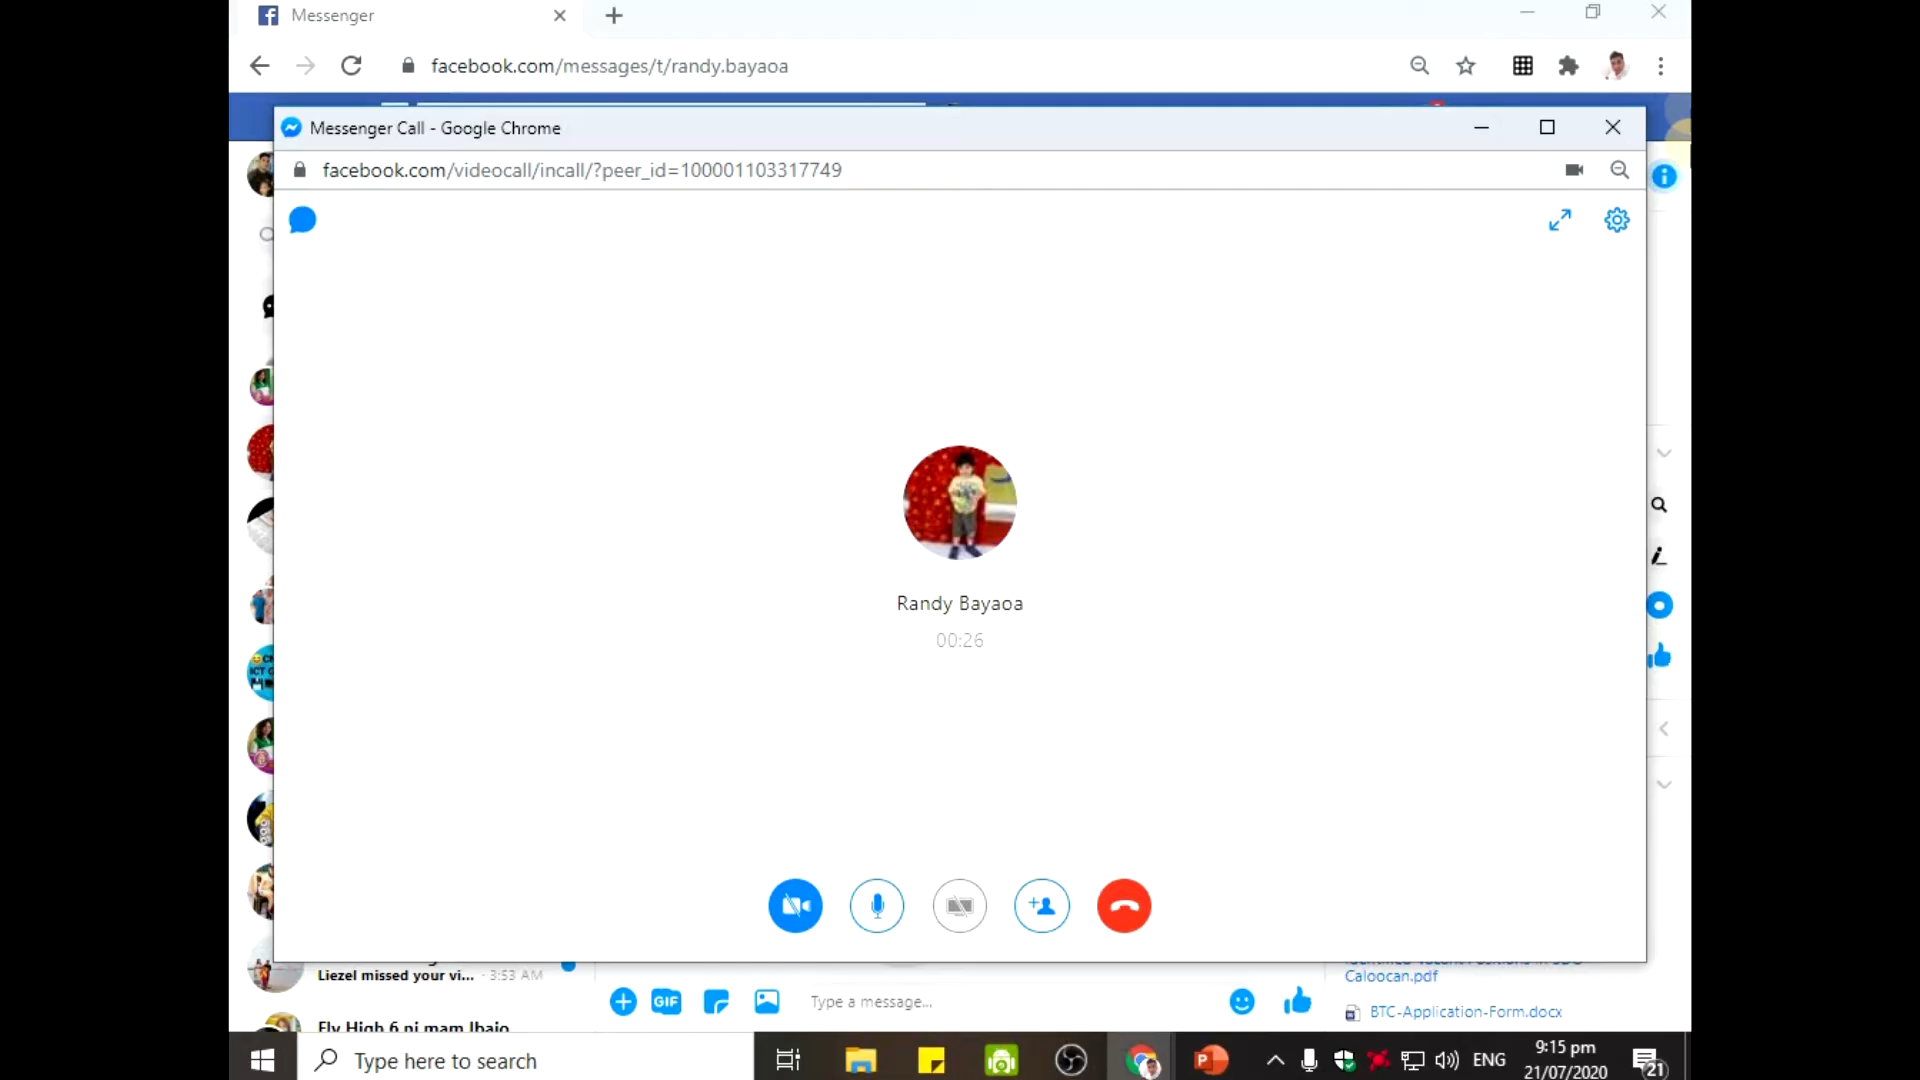 Messenger
facebook.com/messages/t/randy.bayaoa
Messenger Call - Google Chrome
facebook.com/videocall/incall/?peer_id=100001103317749
Randy Bayaoa
00:26
Liezel missed your vi... · 3:53 AM
Fly High 6 ni mam Ibajo
GIF
Type a message...
Caloocan.pdf
BTC-Application-Form.docx
Type here to search
ENG
9:15 pm
21/07/2020
21